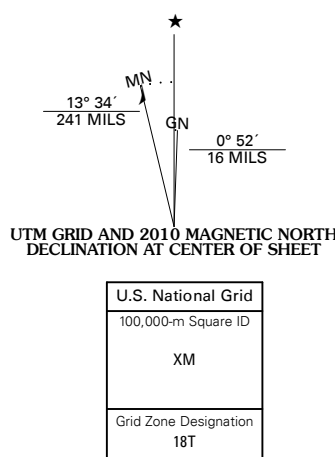 ★
MN
GN
13° 34´
241 MILS
0° 52´
16 MILS
UTM GRID AND 2010 MAGNETIC NORTH
DECLINATION AT CENTER OF SHEET
U.S. National Grid
100,000-m Square ID
XM
Grid Zone Designation
18T